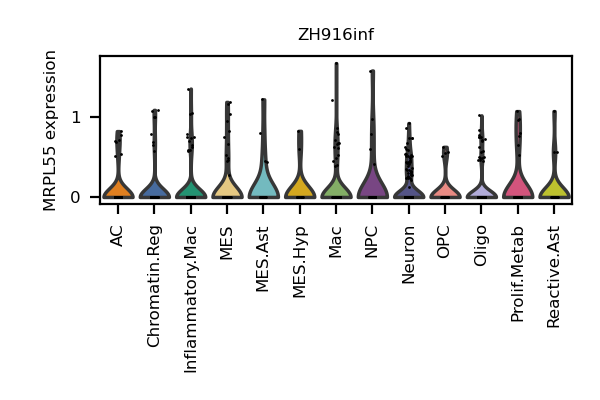 ZH916inf
MRPL55 expression
1
0
AC
Chromatin.Reg
Inflammatory.Mac
MES
MES.Ast
MES.Hyp
Mac
NPC
Neuron
OPC
Oligo
Prolif.Metab
Reactive.Ast